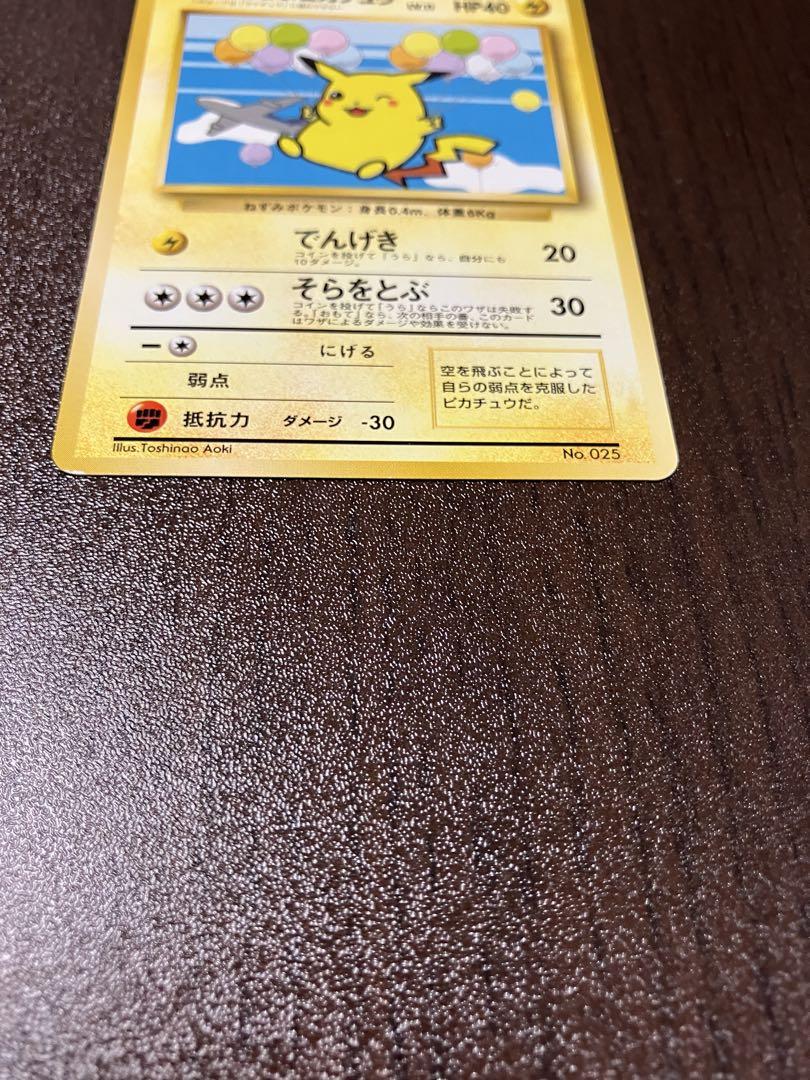 HP40
ねずみポケモン：身長0.4m、体重6Kg
でんげき 20
コインを投げて「うら」なら、自分にも
10ダメージ。
そらをとぶ 30
コインを投げて「うら」ならこのワザは失敗す
る。「おもて」なら、次の相手の番、このカード
はワザによるダメージや効果を受けない。
にげる
弱点
抵抗力 ダメージ -30
空を飛ぶことによって
自らの弱点を克服した
ピカチュウだ。
Illus.Toshinao Aoki
No. 025